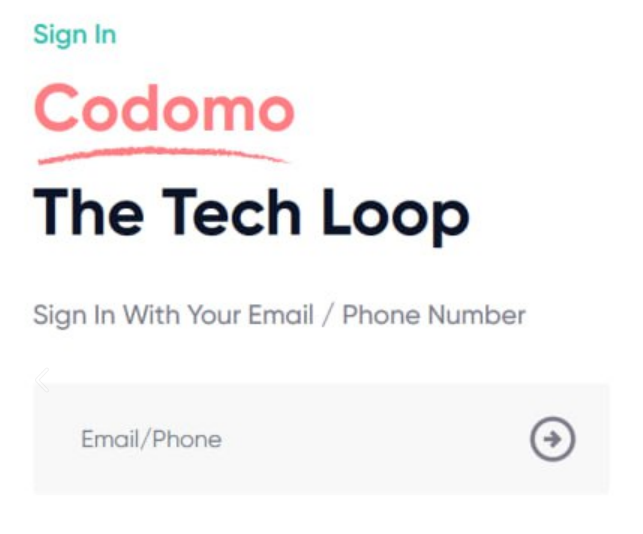 Sign In
Codomo
The Tech Loop
Sign In With Your Email / Phone Number
Email/Phone